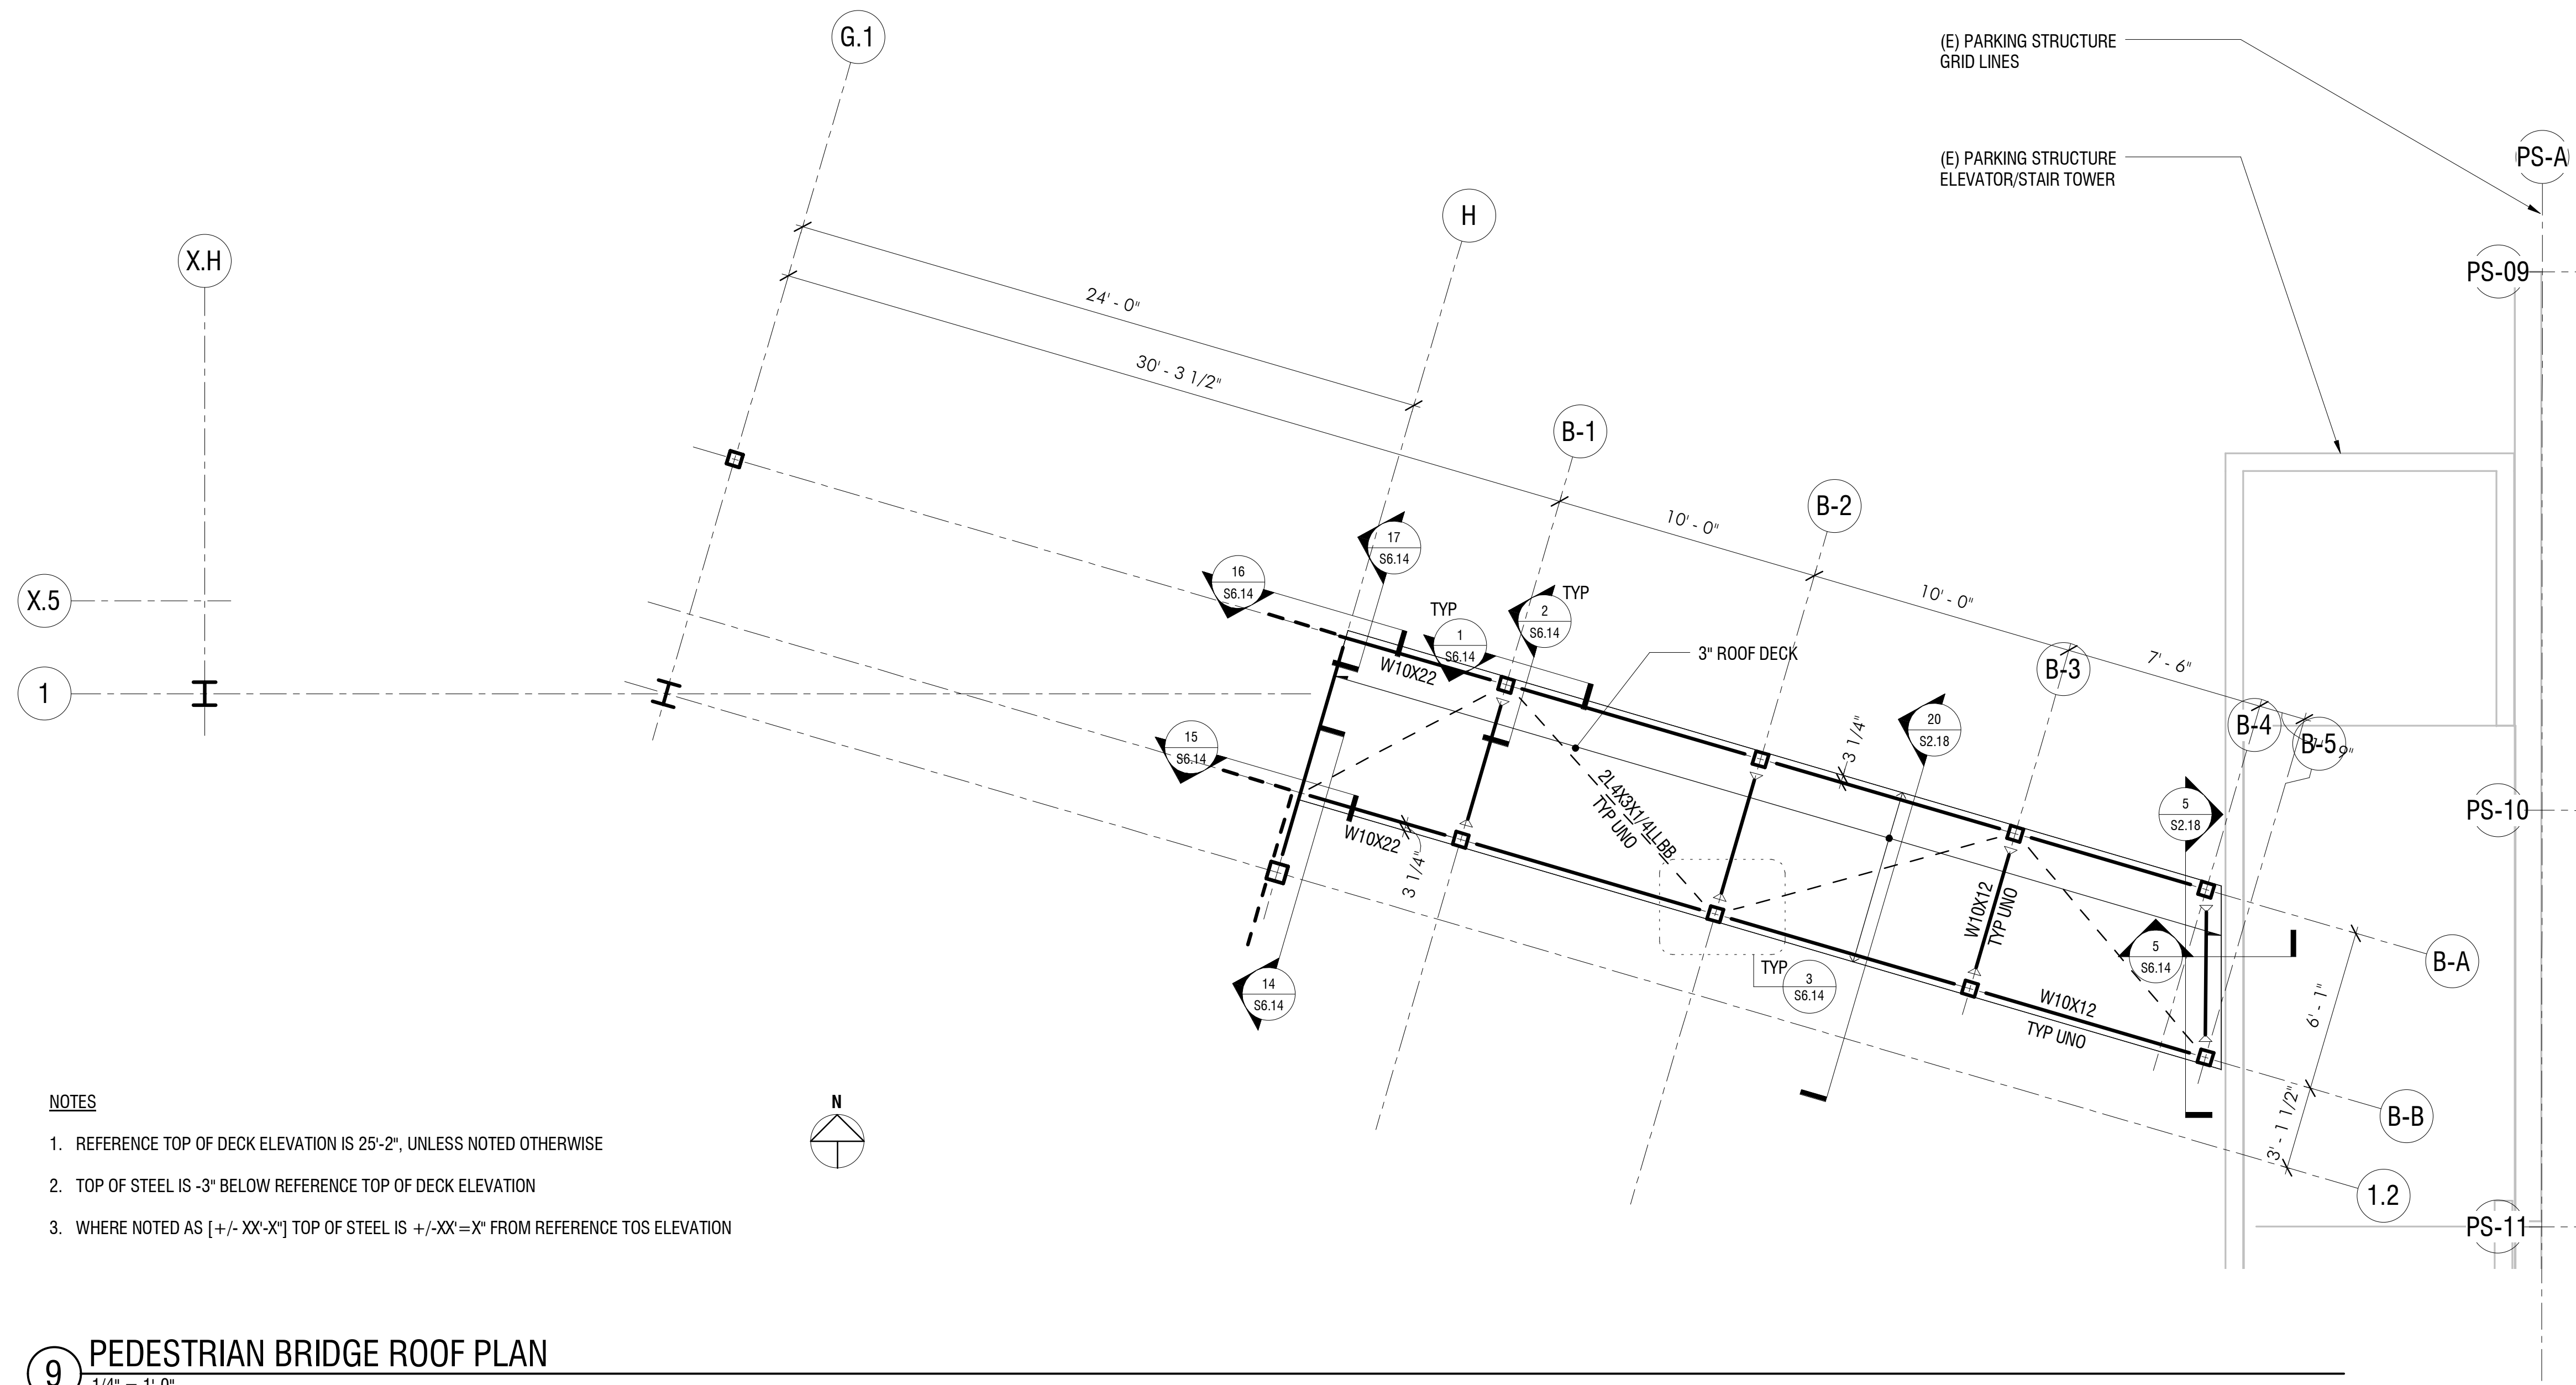 G.1
(E) PARKING STRUCTURE
GRID LINES
PS-A
(E) PARKING STRUCTURE
ELEVATOR/STAIR TOWER
H
X.H
PS-09
24' - 0"
30' - 3 1/2"
B-1
B-2
10' - 0"
10' - 0"
17
S6.14
16
S6.14
TYP
2
S6.14
TYP
1
S6.14
X.5
1
3" ROOF DECK
B-3
7' - 6"
W10X22
B-4
B-5
9"
20
S2.18
3 1/4"
15
S6.14
2L4X3X1/4LLBB
TYP UNO
5
S2.18
PS-10
W10X22
3 1/4"
W10X12
TYP UNO
5
S6.14
B-A
14
S6.14
TYP
3
S6.14
W10X12
TYP UNO
6' - 1"
B-B
3' - 1 1/2"
1.2
PS-11
NOTES
N
1. REFERENCE TOP OF DECK ELEVATION IS 25'-2", UNLESS NOTED OTHERWISE
2. TOP OF STEEL IS -3" BELOW REFERENCE TOP OF DECK ELEVATION
3. WHERE NOTED AS [+/- XX'-X"] TOP OF STEEL IS +/-XX'=X" FROM REFERENCE TOS ELEVATION
9
PEDESTRIAN BRIDGE ROOF PLAN
1/4" = 1'-0"